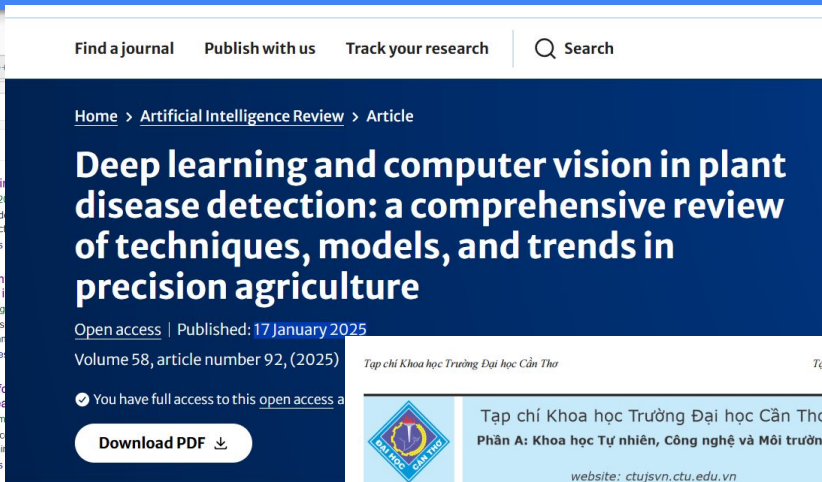 Find a journal Publish with us Track your research Search
Home > Artificial Intelligence Review > Article
Deep learning and computer vision in plant
disease detection: a comprehensive review
of techniques, models, and trends in
precision agriculture
Open access | Published: 17 January 2025
Volume 58, article number 92, (2025)
You have full access to this open access a
Download PDF
Tạp chí Khoa học Trường Đại học Cần Thơ
Tạp chí Khoa học Trường Đại học Cần Thơ
Phần A: Khoa học Tự nhiên, Công nghệ và Môi trườn
website: ctujsvn.ctu.edu.vn
ĐẠI HỌC CẦN THƠ